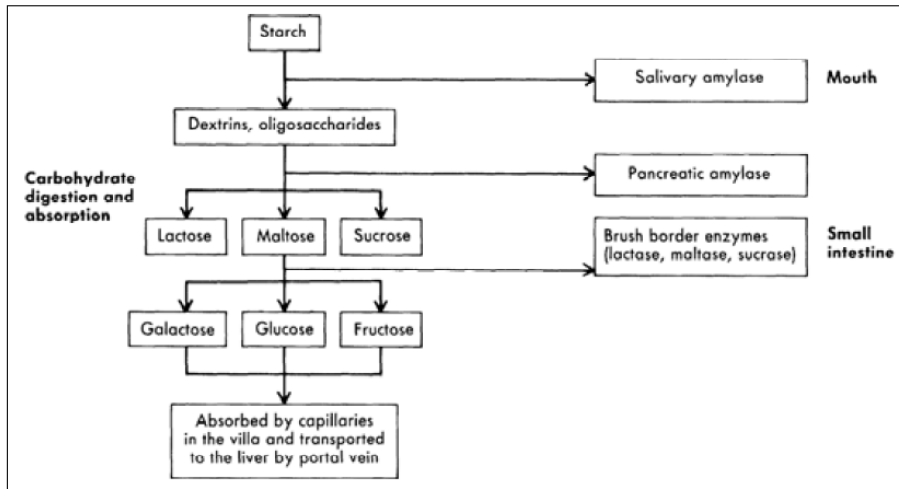 Starch
Salivary amylase
Mouth
Dextrins, oligosaccharides
Carbohydrate
digestion and
absorption
Pancreatic amylase
Lactose
Maltose
Sucrose
Brush border enzymes
(lactase, maltase, sucrase)
Small
intestine
Galactose
Glucose
Fructose
Absorbed by capillaries
in the villa and transported
to the liver by portal vein